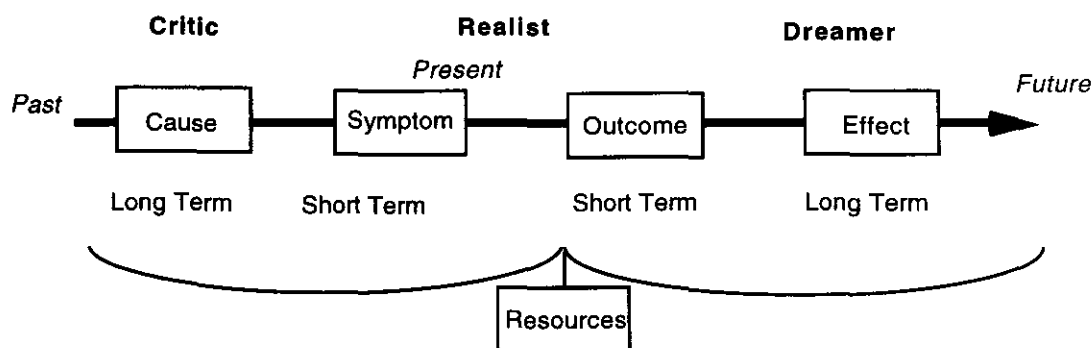 Critic Realist Dreamer
Present
Past Future
Cause Symptom Outcome Effect
Long Term Short Term Short Term Long Term
Resources